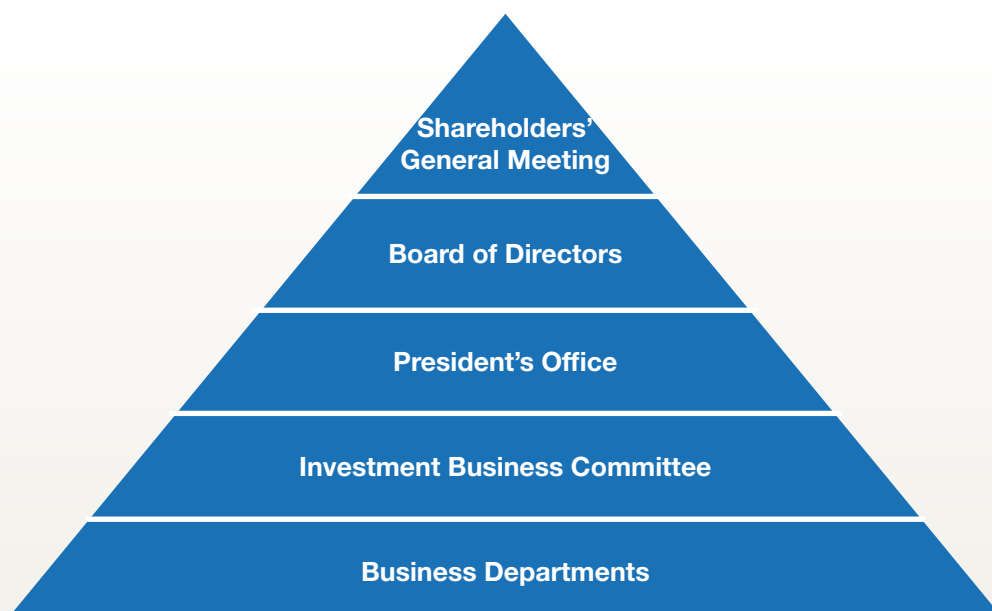 Shareholders’
General Meeting
Board of Directors
President’s Office
Investment Business Committee
Business Departments